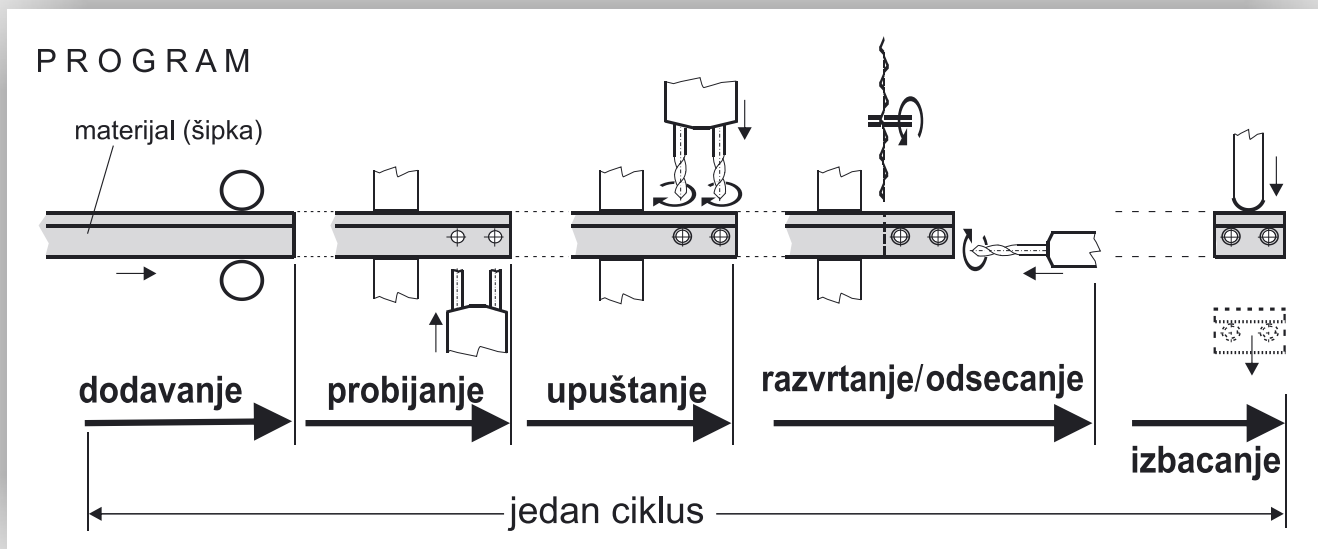 PROGRAM
materijal (šipka)
dodavanje
probijanje
upuštanje
razvrtanje/odsecanje
izbacanje
jedan ciklus